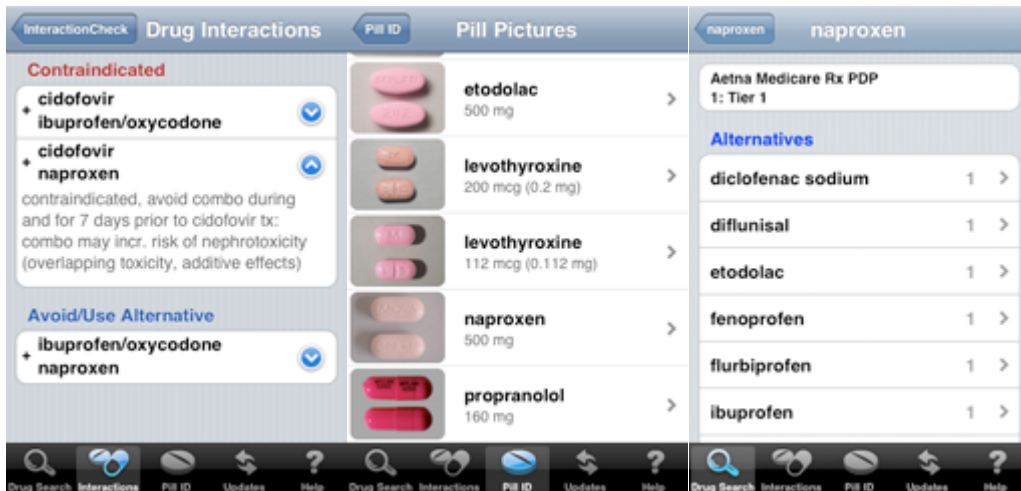 InteractionCheck
Drug Interactions
Contraindicated
+ cidofovir
ibuprofen/oxycodone
+ cidofovir
naproxen
contraindicated, avoid combo during
and for 7 days prior to cidofovir tx:
combo may incr. risk of nephrotoxicity
(overlapping toxicity, additive effects)
Avoid/Use Alternative
+ ibuprofen/oxycodone
naproxen
Drug Search Interactions Pill ID Updates Help
Pill ID
Pill Pictures
etodolac
500 mg
levothyroxine
200 mcg (0.2 mg)
levothyroxine
112 mcg (0.112 mg)
naproxen
500 mg
propranolol
160 mg
Drug Search Interactions Pill ID Updates Help
naproxen
naproxen
Aetna Medicare Rx PDP
1: Tier 1
Alternatives
diclofenac sodium 1
diflunisal 1
etodolac 1
fenoprofen 1
flurbiprofen 1
ibuprofen 1
Drug Search Interactions Pill ID Updates Help